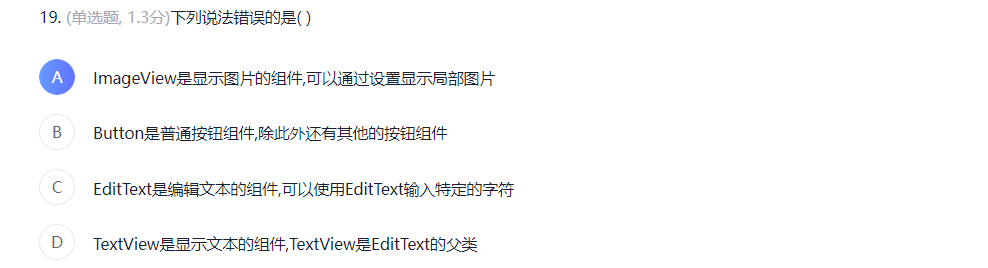 19. (单选题, 1.3分)下列说法错误的是( )
A ImageView是显示图片的组件,可以通过设置显示局部图片
B Button是普通按钮组件,除此外还有其他的按钮组件
C EditText是编辑文本的组件,可以使用EditText输入特定的字符
D TextView是显示文本的组件,TextView是EditText的父类